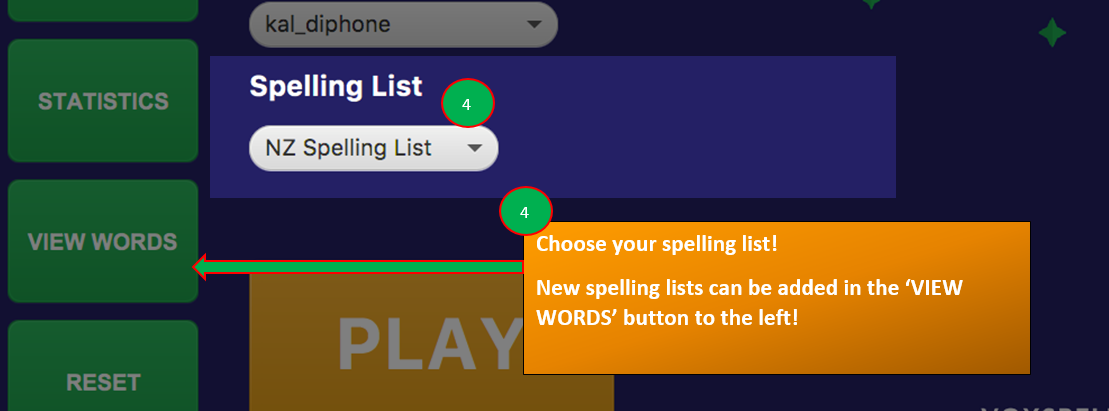 kal_diphone
STATISTICS
Spelling List
4
NZ Spelling List
VIEW WORDS
4
Choose your spelling list!
New spelling lists can be added in the ‘VIEW
WORDS’ button to the left!
PLAY
RESET